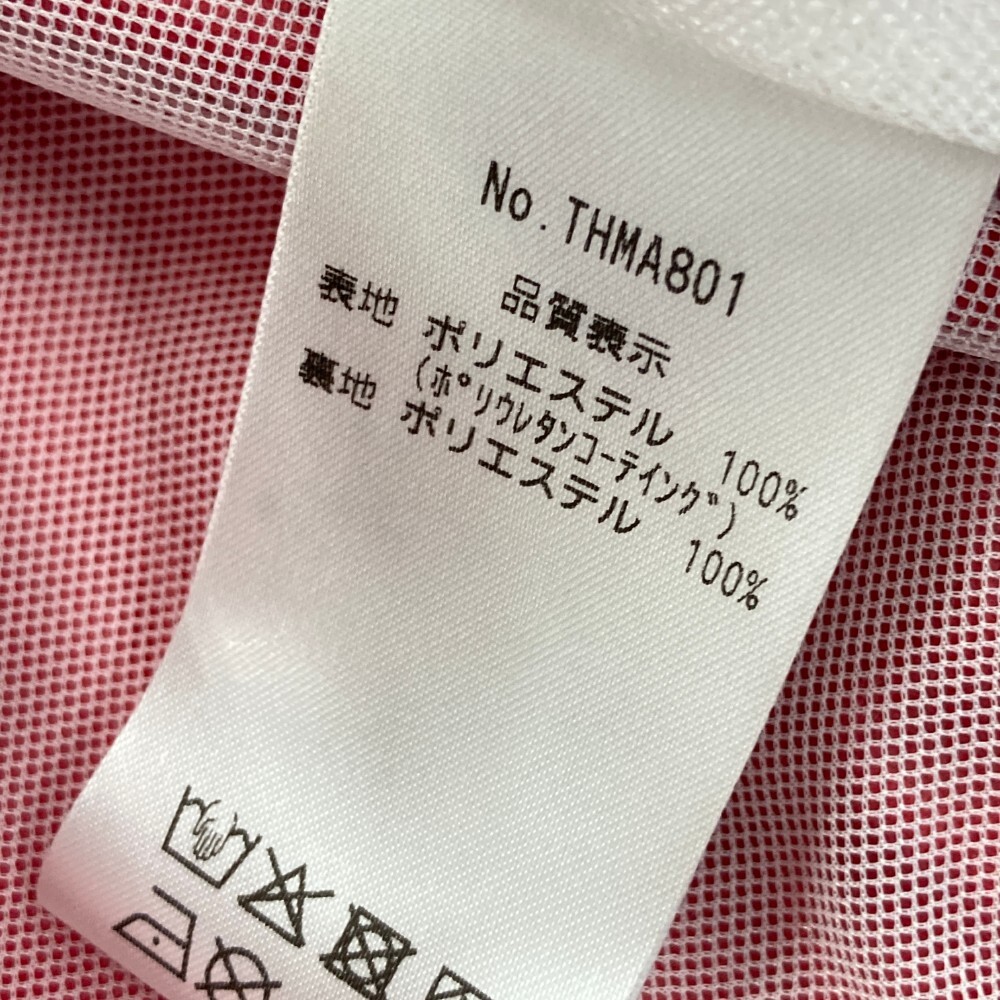 No.THMA801
品質表示
表地 ポリエステル 100%
(ﾎﾟﾘｳﾚﾀﾝｺｰﾃｲﾝｸﾞ)
裏地 ポリエステル 100%